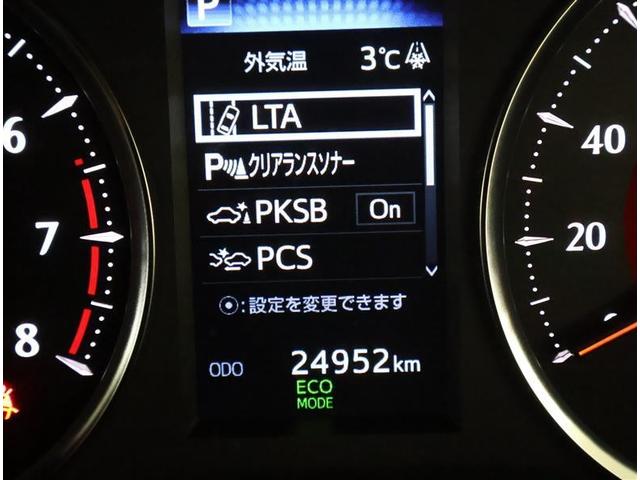 P
外気温 3℃
LTA
Pクリアランスソナー
PKSB On
PCS
⦿:設定を変更できます
ODO 24952km
ECO
MODE
6
7
8
40
20